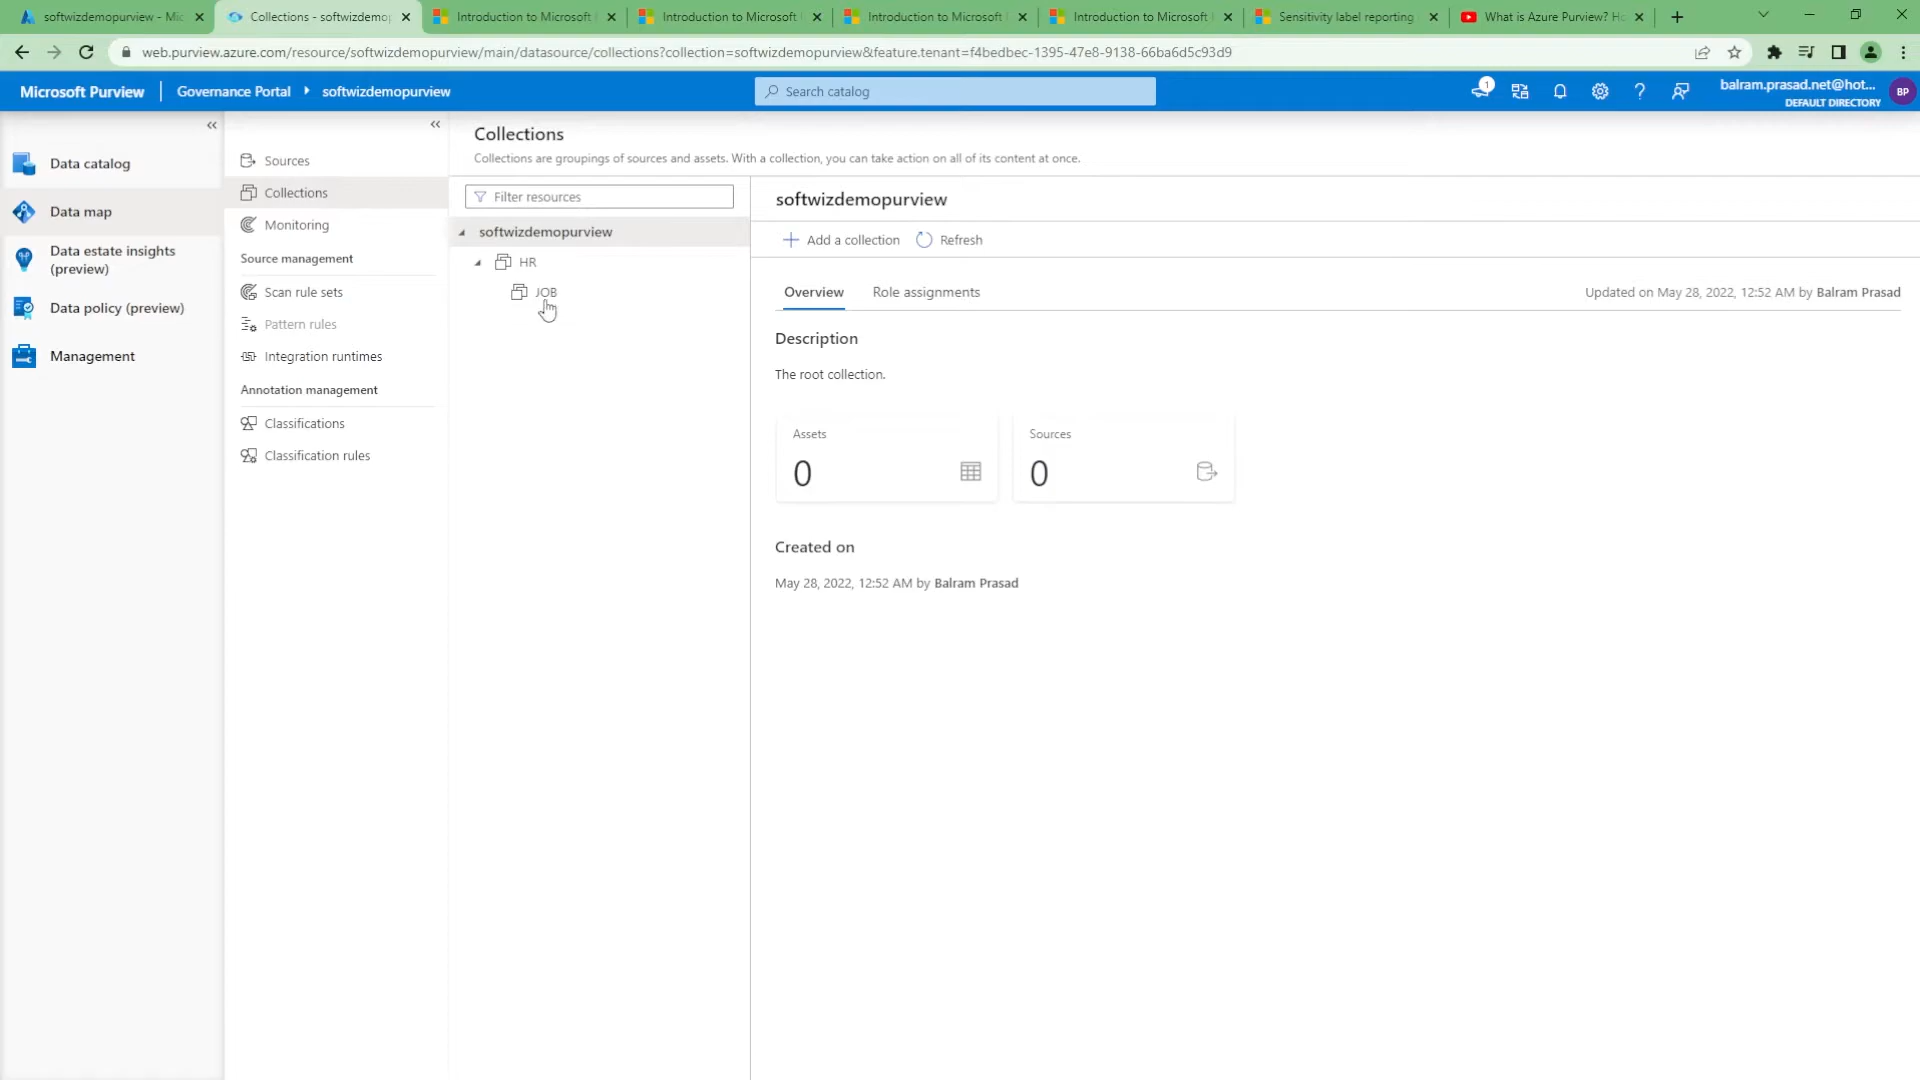 softwizdemopurview - Mic
Collections - softwizdemop
Introduction to Microsoft
Introduction to Microsoft
Introduction to Microsoft
Introduction to Microsoft
Sensitivity label reporting
What is Azure Purview? Ho
web.purview.azure.com/resource/softwizdemopurview/main/datasource/collections?collection=softwizdemopurview&feature.tenant=f4bedbec-1395-47e8-9138-66ba6d5c93d9
Microsoft Purview
Governance Portal
softwizdemopurview
Search catalog
1
balram.prasad.net@hot...
DEFAULT DIRECTORY
BP
Data catalog
Data map
Data estate insights
(preview)
Data policy (preview)
Management
Sources
Collections
Monitoring
Source management
Scan rule sets
Pattern rules
Integration runtimes
Annotation management
Classifications
Classification rules
Collections
Collections are groupings of sources and assets. With a collection, you can take action on all of its content at once.
Filter resources
softwizdemopurview
HR
JOB
softwizdemopurview
Add a collection
Refresh
Overview
Role assignments
Updated on May 28, 2022, 12:52 AM by Balram Prasad
Description
The root collection.
Assets
0
Sources
0
Created on
May 28, 2022, 12:52 AM by Balram Prasad